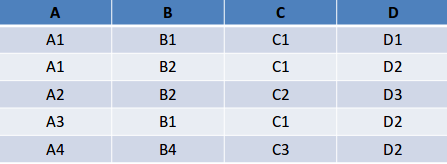 A B C D
A1 B1 C1 D1
A1 B2 C1 D2
A2 B2 C2 D3
A3 B1 C1 D2
A4 B4 C3 D2